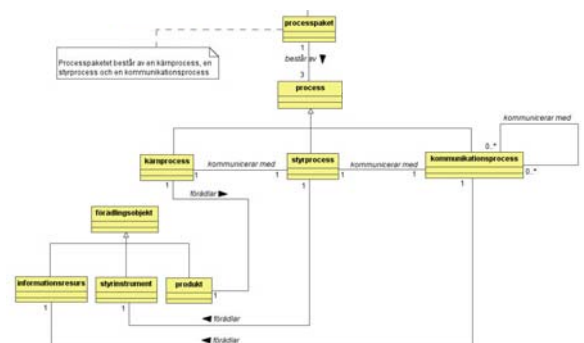 processpaket
1
Processpaketet består av en kärnprocess, en
styrprocess och en kommunikationsprocess
består av
3
process
kommunicerar med
0..*
kärnprocess
kommunicerar med
styrprocess
kommunicerar med
kommunikationsprocess
1
1
1
0..*
1
1
1
1
förädlar
förädlingsobjekt
informationsresurs
styrinstrument
produkt
1
1
1
förädlar
förädlar